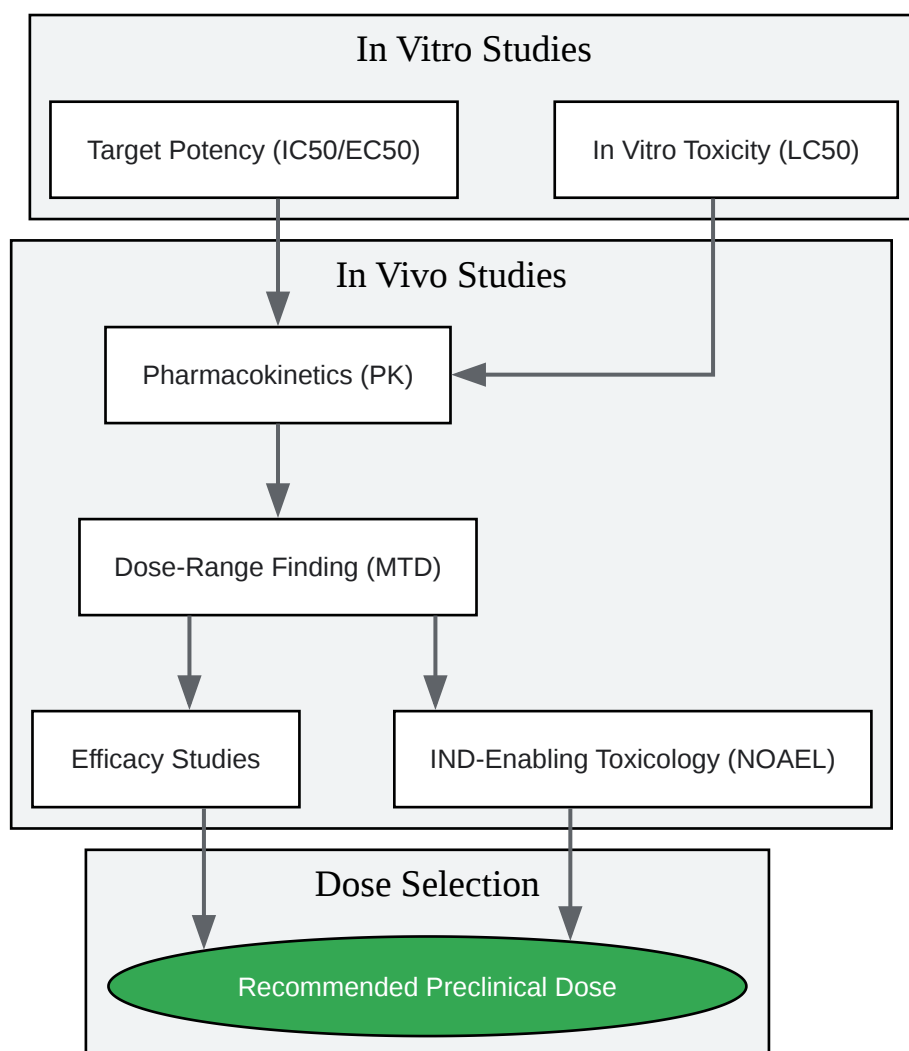 In Vitro Studies
Target Potency (IC50/EC50)
In Vitro Toxicity (LC50)
In Vivo Studies
Pharmacokinetics (PK)
Dose-Range Finding (MTD)
Efficacy Studies
IND-Enabling Toxicology (NOAEL)
Dose Selection
Recommended Preclinical Dose